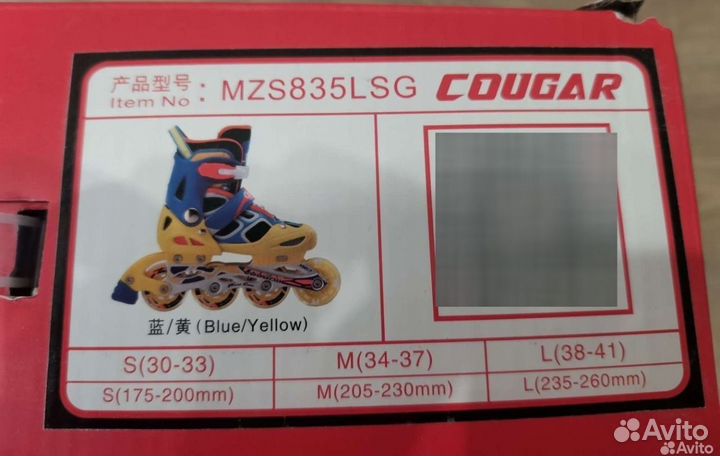 产品型号: MZS835LSG COUGAR
Item No
蓝/黄(Blue/Yellow)
S(30-33) M(34-37) L(38-41)
S(175-200mm) M(205-230mm) L(235-260mm)
Avito
Avito